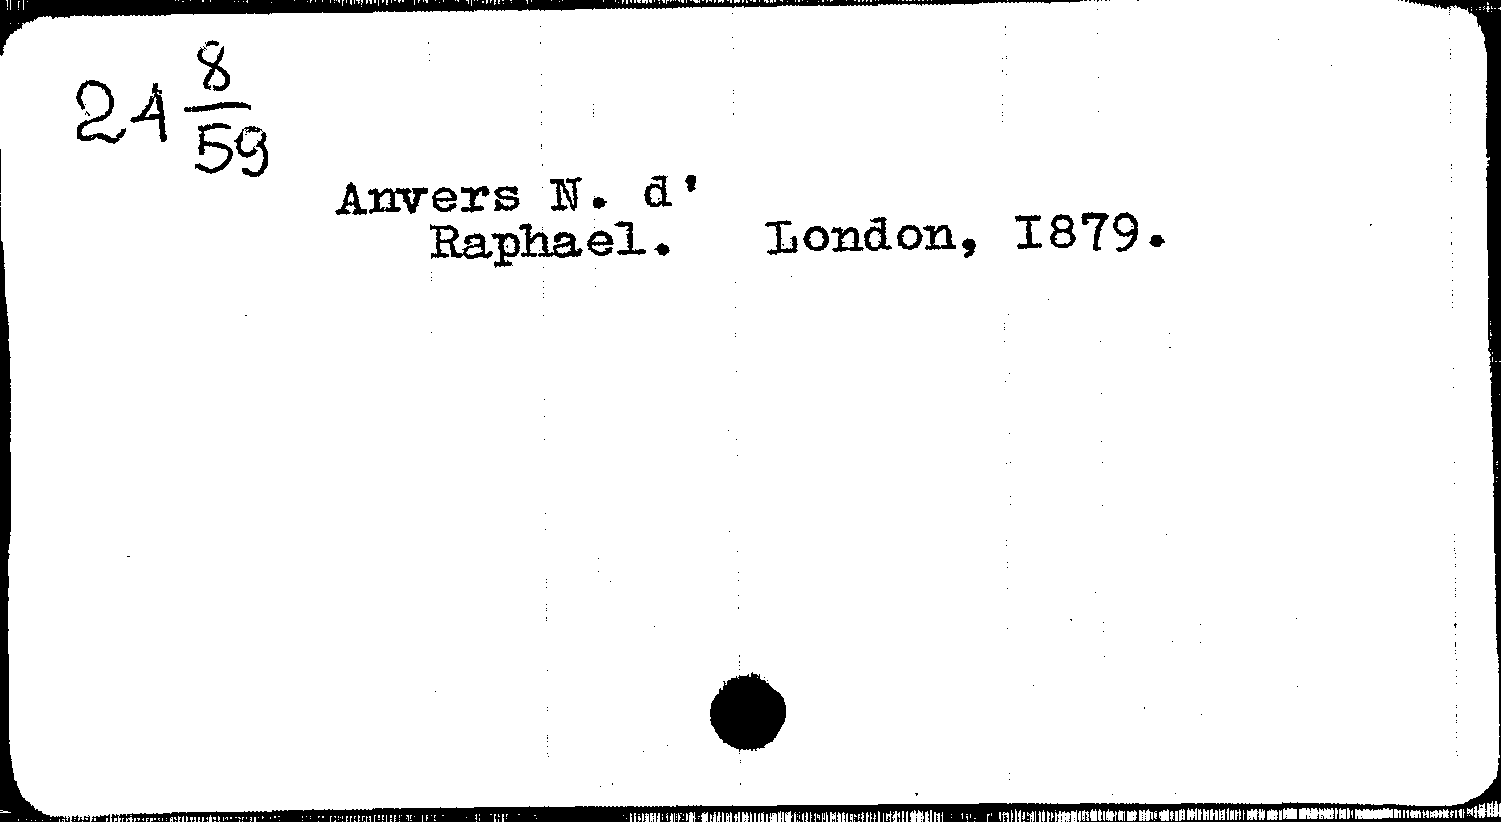 24 8/59
Anvers N. d'
Raphael. London, I879.